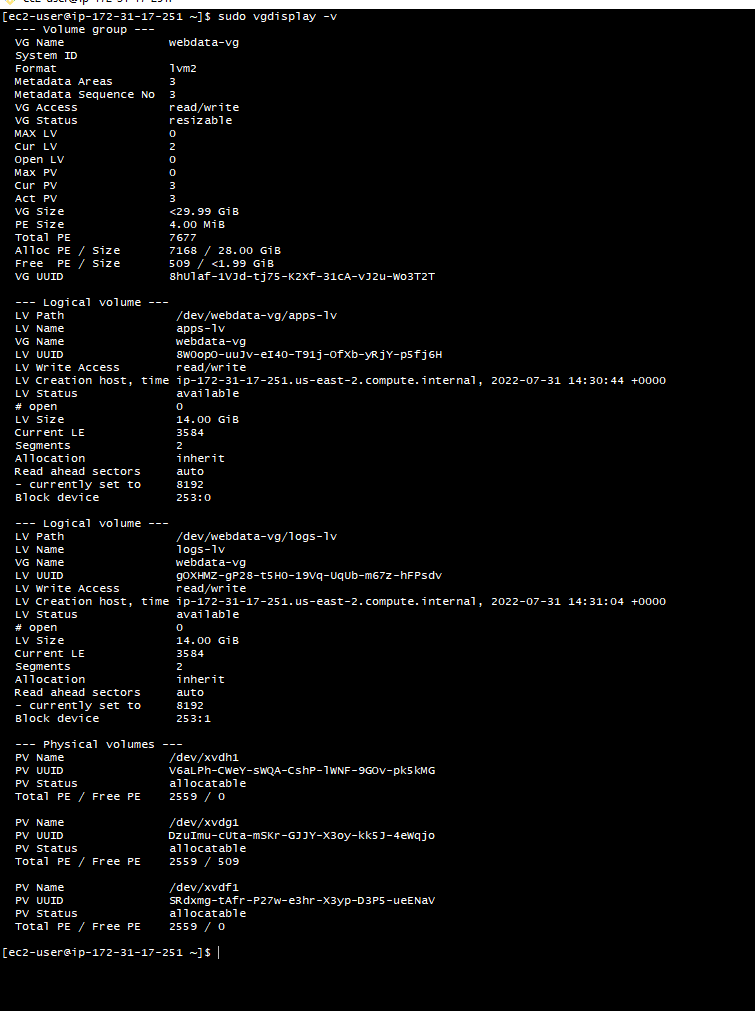 [ec2-user@ip-172-31-17-251 ~]$ sudo vgdisplay -v
--- Volume group ---
VG Name webdata-vg
System ID
Format lvm2
Metadata Areas 3
Metadata Sequence No 3
VG Access read/write
VG Status resizable
MAX LV 0
Cur LV 2
Open LV 0
Max PV 0
Cur PV 3
Act PV 3
VG Size <29.99 GiB
PE Size 4.00 MiB
Total PE 7677
Alloc PE / Size 7168 / 28.00 GiB
Free PE / Size 509 / <1.99 GiB
VG UUID 8hUlaf-1VJd-tj75-K2Xf-31cA-vJ2u-Wo3T2T
--- Logical volume ---
LV Path /dev/webdata-vg/apps-lv
LV Name apps-lv
VG Name webdata-vg
LV UUID 8WOopO-uuJv-eI4O-T91j-OfXb-yRjY-p5fj6H
LV Write Access read/write
LV Creation host, time ip-172-31-17-251.us-east-2.compute.internal, 2022-07-31 14:30:44 +0000
LV Status available
# open 0
LV Size 14.00 GiB
Current LE 3584
Segments 2
Allocation inherit
Read ahead sectors auto
- currently set to 8192
Block device 253:0
--- Logical volume ---
LV Path /dev/webdata-vg/logs-lv
LV Name logs-lv
VG Name webdata-vg
LV UUID gOXHMZ-gP28-t5HO-19Vq-UqUb-m67z-hFPsdv
LV Write Access read/write
LV Creation host, time ip-172-31-17-251.us-east-2.compute.internal, 2022-07-31 14:31:04 +0000
LV Status available
# open 0
LV Size 14.00 GiB
Current LE 3584
Segments 2
Allocation inherit
Read ahead sectors auto
- currently set to 8192
Block device 253:1
--- Physical volumes ---
PV Name /dev/xvdh1
PV UUID V6aLPh-CWeY-sWQA-CshP-lWNF-9GOv-pk5kMG
PV Status allocatable
Total PE / Free PE 2559 / 0
PV Name /dev/xvdg1
PV UUID DzuImu-cUta-mSKr-GJJY-X3oy-kk5J-4eWqjo
PV Status allocatable
Total PE / Free PE 2559 / 509
PV Name /dev/xvdf1
PV UUID SRdxmg-tAfr-P27w-e3hr-X3yp-D3P5-ueENaV
PV Status allocatable
Total PE / Free PE 2559 / 0
[ec2-user@ip-172-31-17-251 ~]$